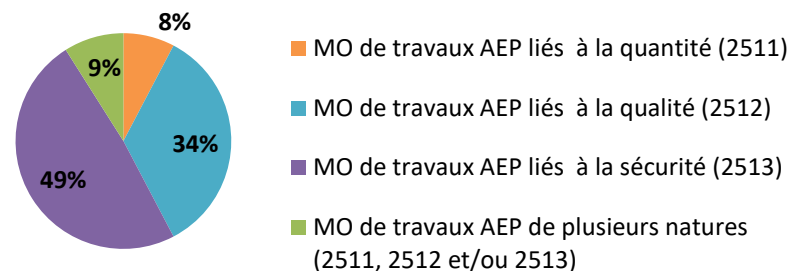 8%
34%
49%
9%
MO de travaux AEP liés à la quantité (2511)
MO de travaux AEP liés à la qualité (2512)
MO de travaux AEP liés à la sécurité (2513)
MO de travaux AEP de plusieurs natures
(2511, 2512 et/ou 2513)